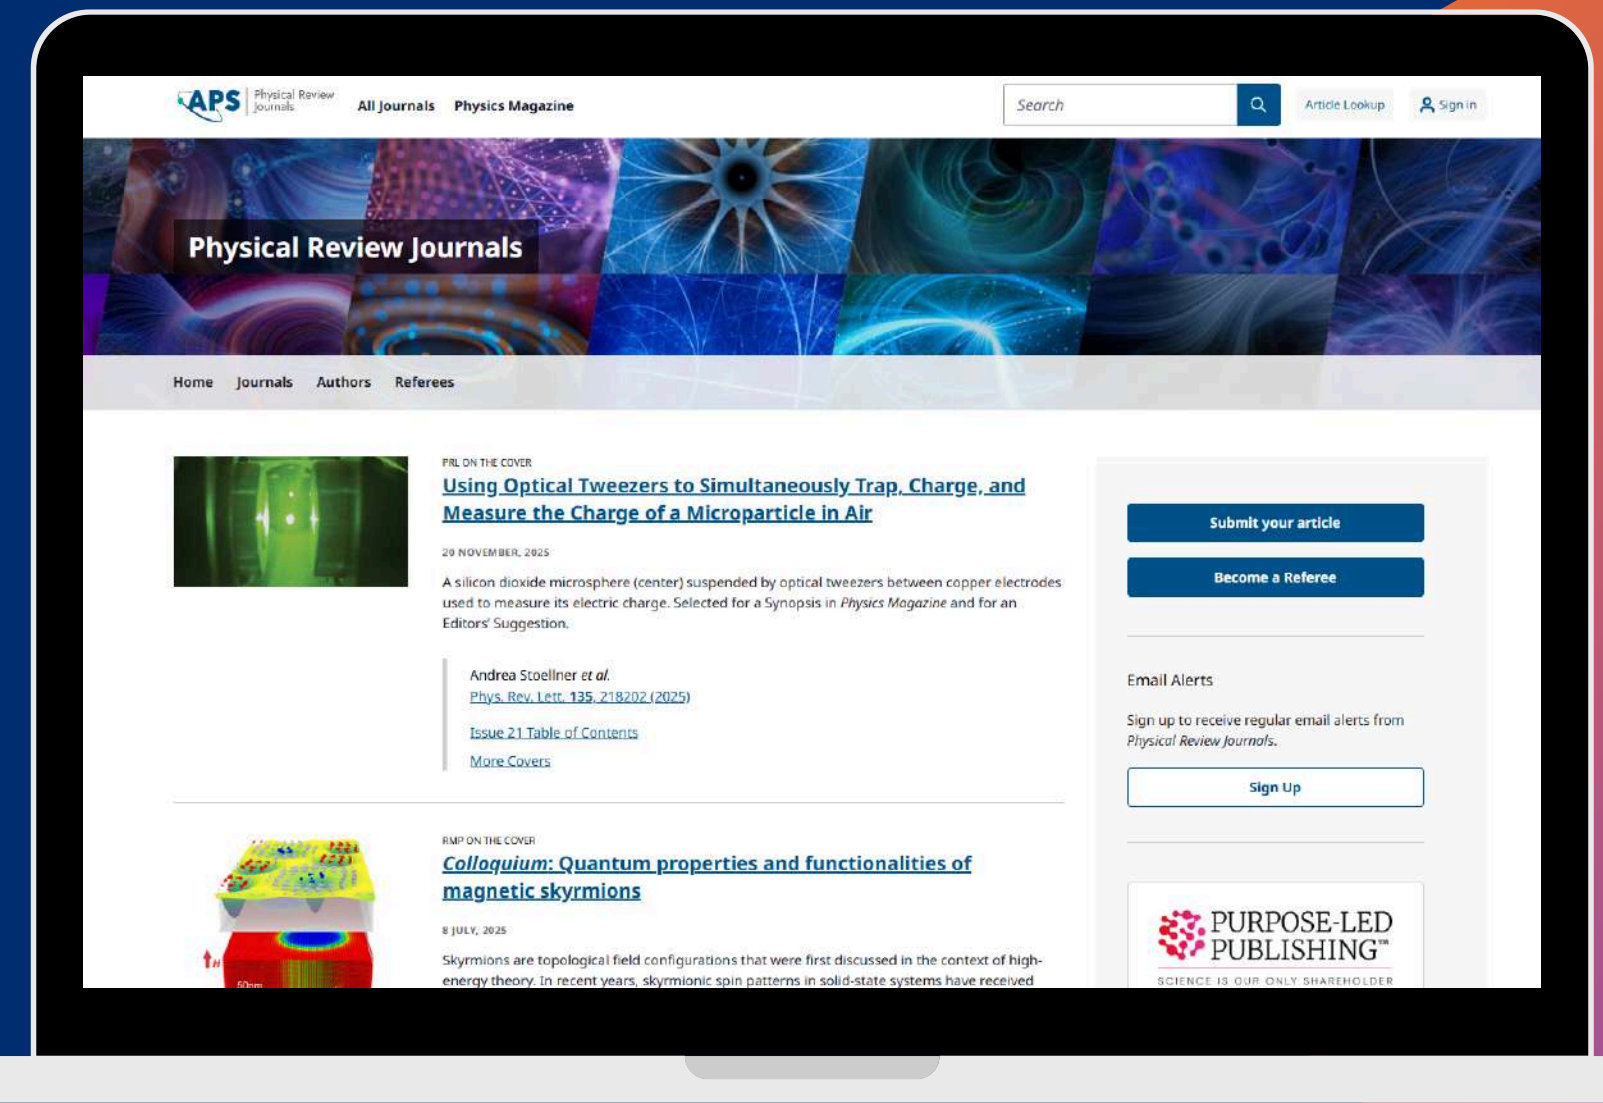 APS Physical Review
Journals
All Journals Physics Magazine
Search
Article Lookup
Sign in
Physical Review Journals
Home Journals Authors Referees
PRL ON THE COVER
Using Optical Tweezers to Simultaneously Trap, Charge, and
Measure the Charge of a Microparticle in Air
20 NOVEMBER, 2025
A silicon dioxide microsphere (center) suspended by optical tweezers between copper electrodes
used to measure its electric charge. Selected for a Synopsis in Physics Magazine and for an
Editors' Suggestion.
Andrea Stoellner et al.
Phys. Rev. Lett. 135, 218202 (2025)
Issue 21 Table of Contents
More Covers
RMP ON THE COVER
Colloquium: Quantum properties and functionalities of
magnetic skyrmions
8 JULY, 2025
Skyrmions are topological field configurations that were first discussed in the context of high-
energy theory. In recent years, skyrmionic spin patterns in solid-state systems have received
H
50nm
Submit your article
Become a Referee
Email Alerts
Sign up to receive regular email alerts from
Physical Review Journals.
Sign Up
PURPOSE-LED
PUBLISHING™
SCIENCE IS OUR ONLY SHAREHOLDER